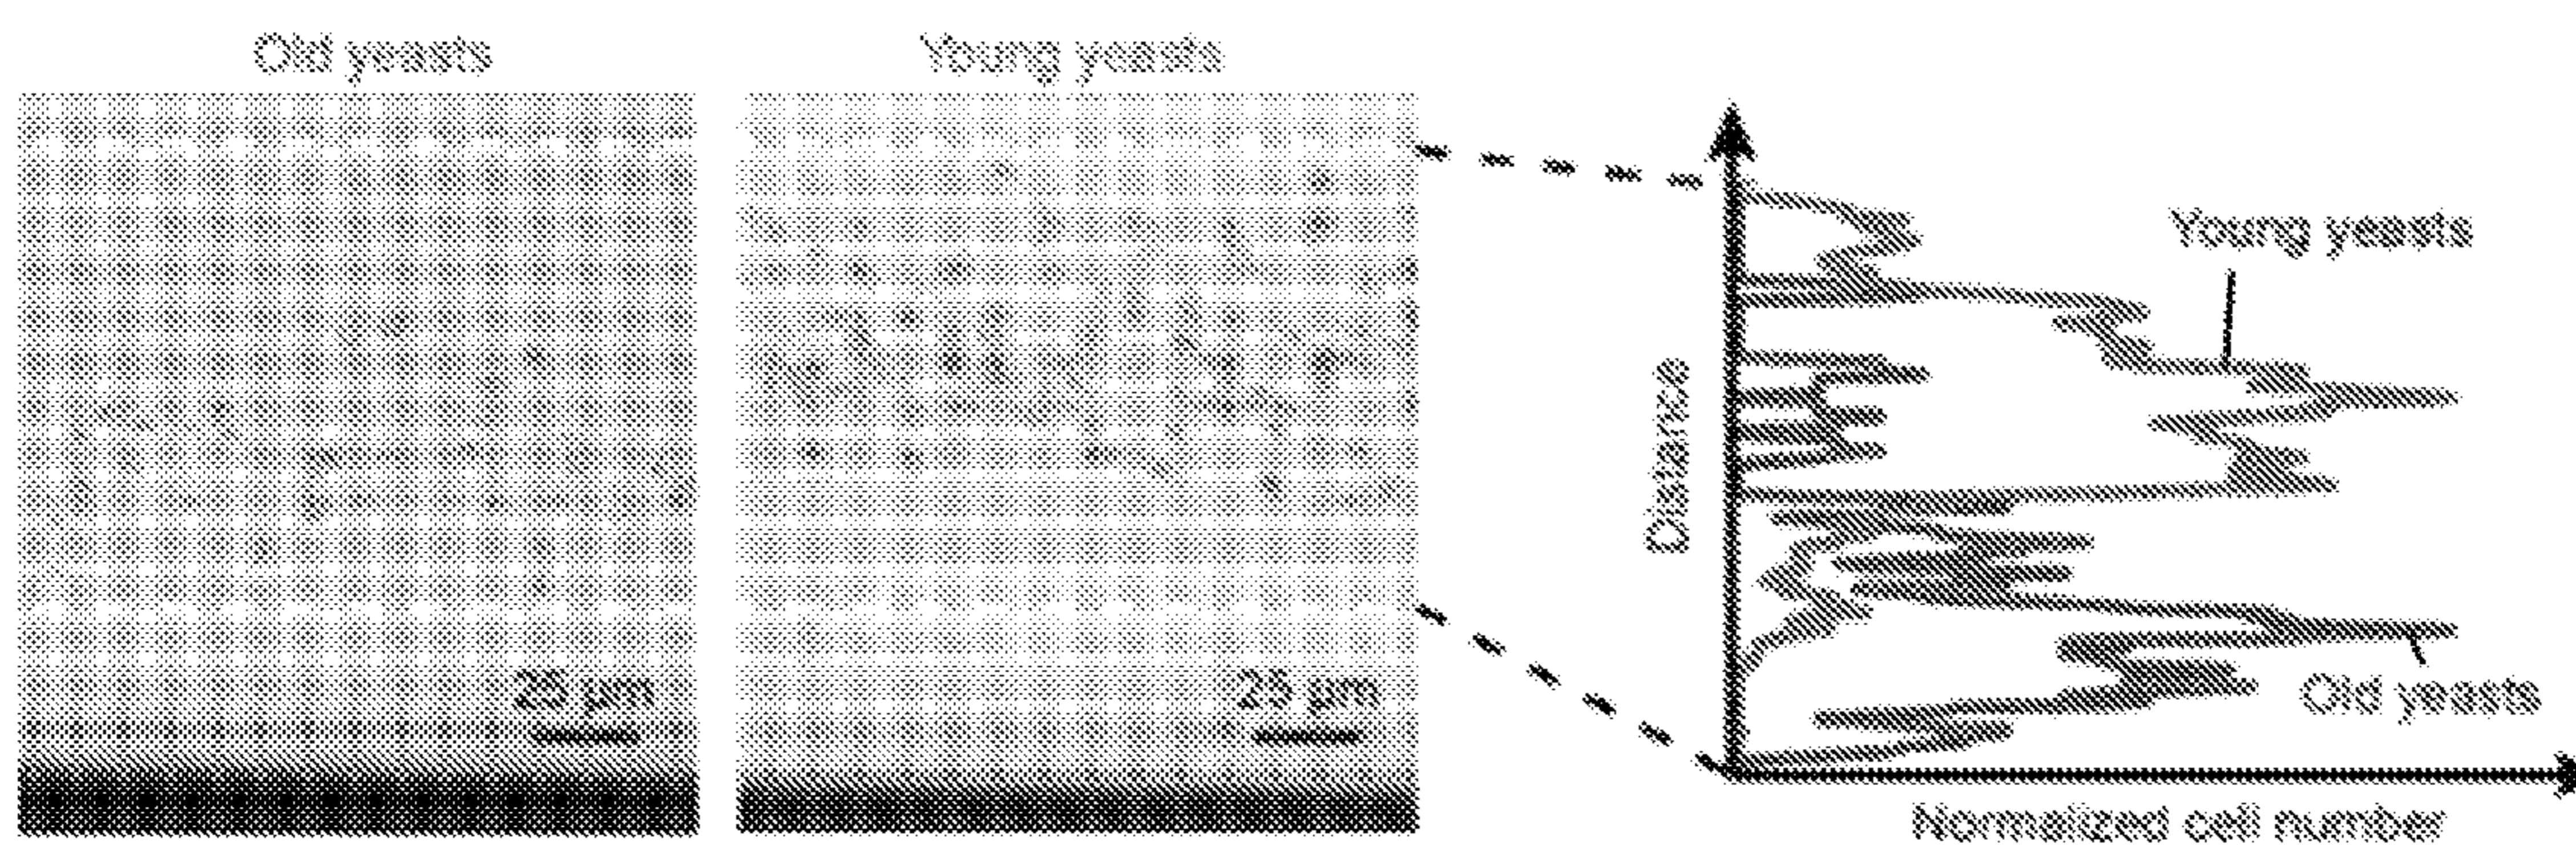 Old yeasts
Young yeasts
25 µm
25 µm
Distance
Young yeasts
Old yeasts
Normalized cell number